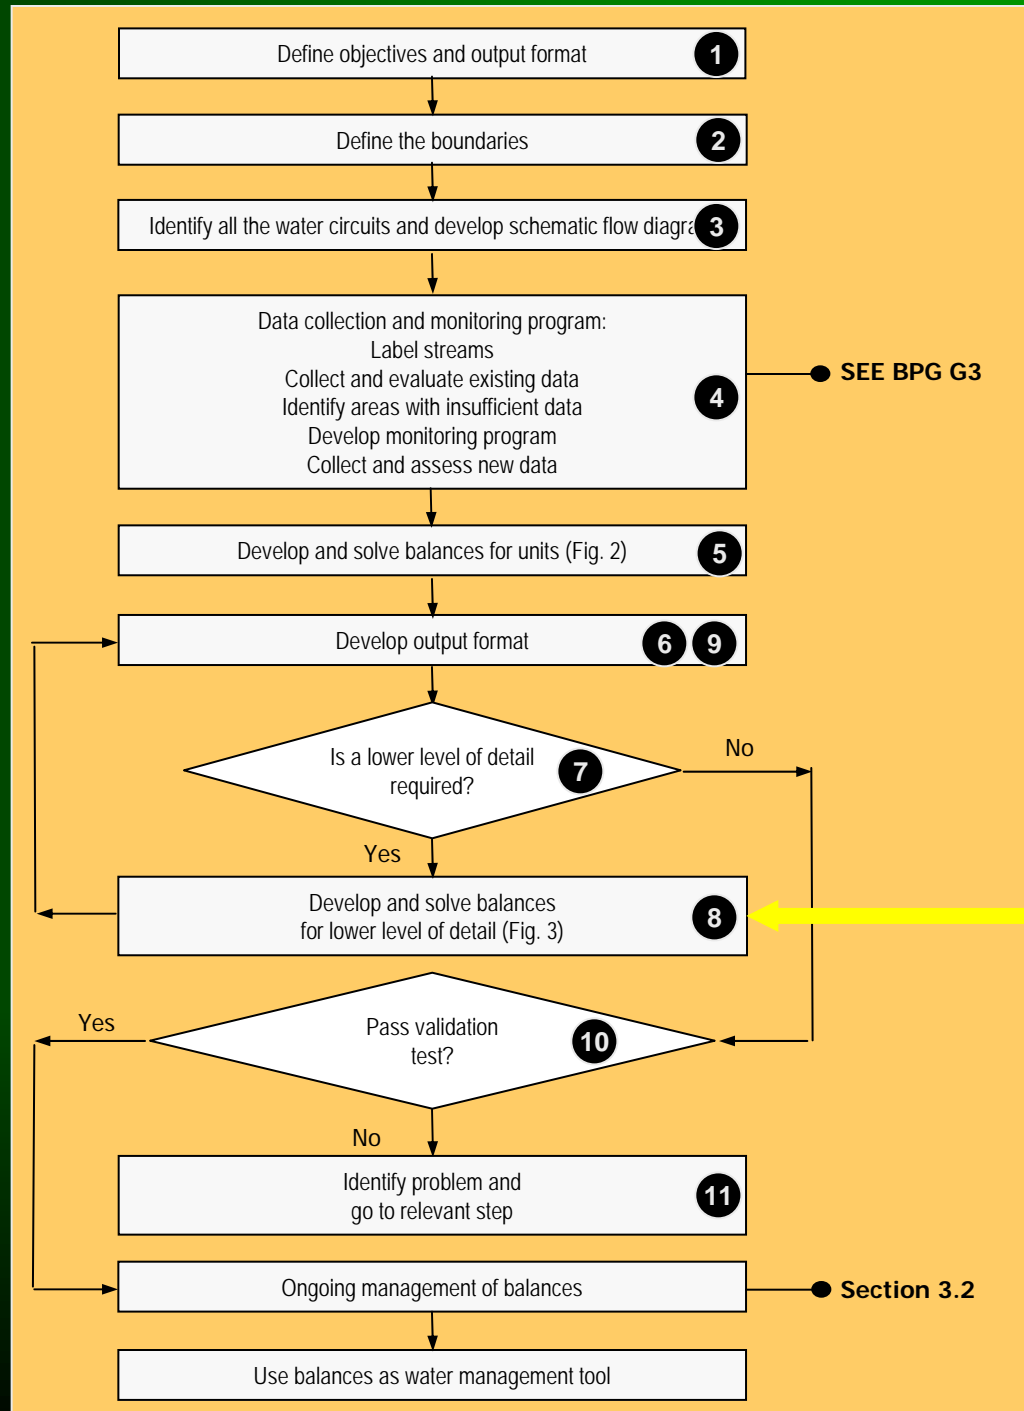 Define objectives and output format 1
Define the boundaries 2
Identify all the water circuits and develop schematic flow diagra 3
Data collection and monitoring program:
Label streams
Collect and evaluate existing data
Identify areas with insufficient data
Develop monitoring program
Collect and assess new data
4
SEE BPG G3
Develop and solve balances for units (Fig. 2) 5
Develop output format 6 9
Is a lower level of detail
required?
7
No
Yes
Develop and solve balances
for lower level of detail (Fig. 3)
8
Pass validation
test?
10
Yes
No
Identify problem and
go to relevant step
11
Ongoing management of balances
Section 3.2
Use balances as water management tool